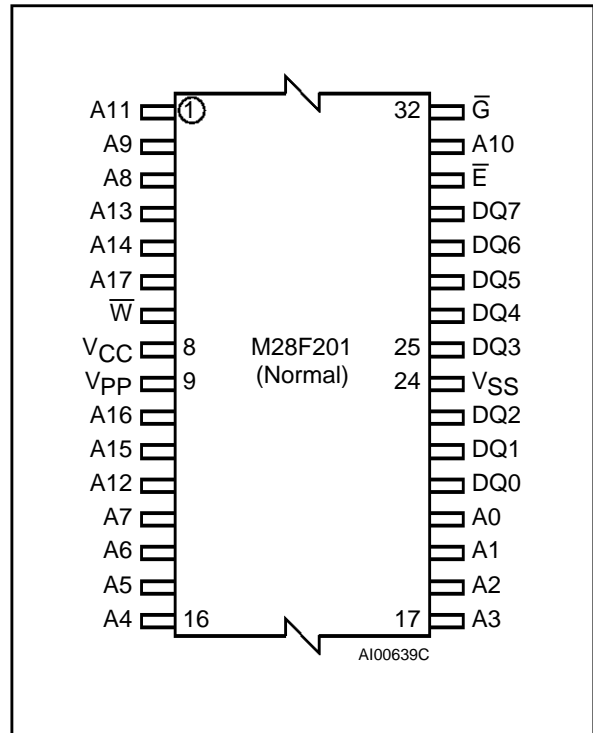 A11 1 32 G̅
A9 A10
A8 E̅
A13 DQ7
A14 DQ6
A17 DQ5
W̅ DQ4
VCC 8 M28F201 25 DQ3
VPP 9 (Normal) 24 VSS
A16 DQ2
A15 DQ1
A12 DQ0
A7 A0
A6 A1
A5 A2
A4 16 17 A3
AI00639C